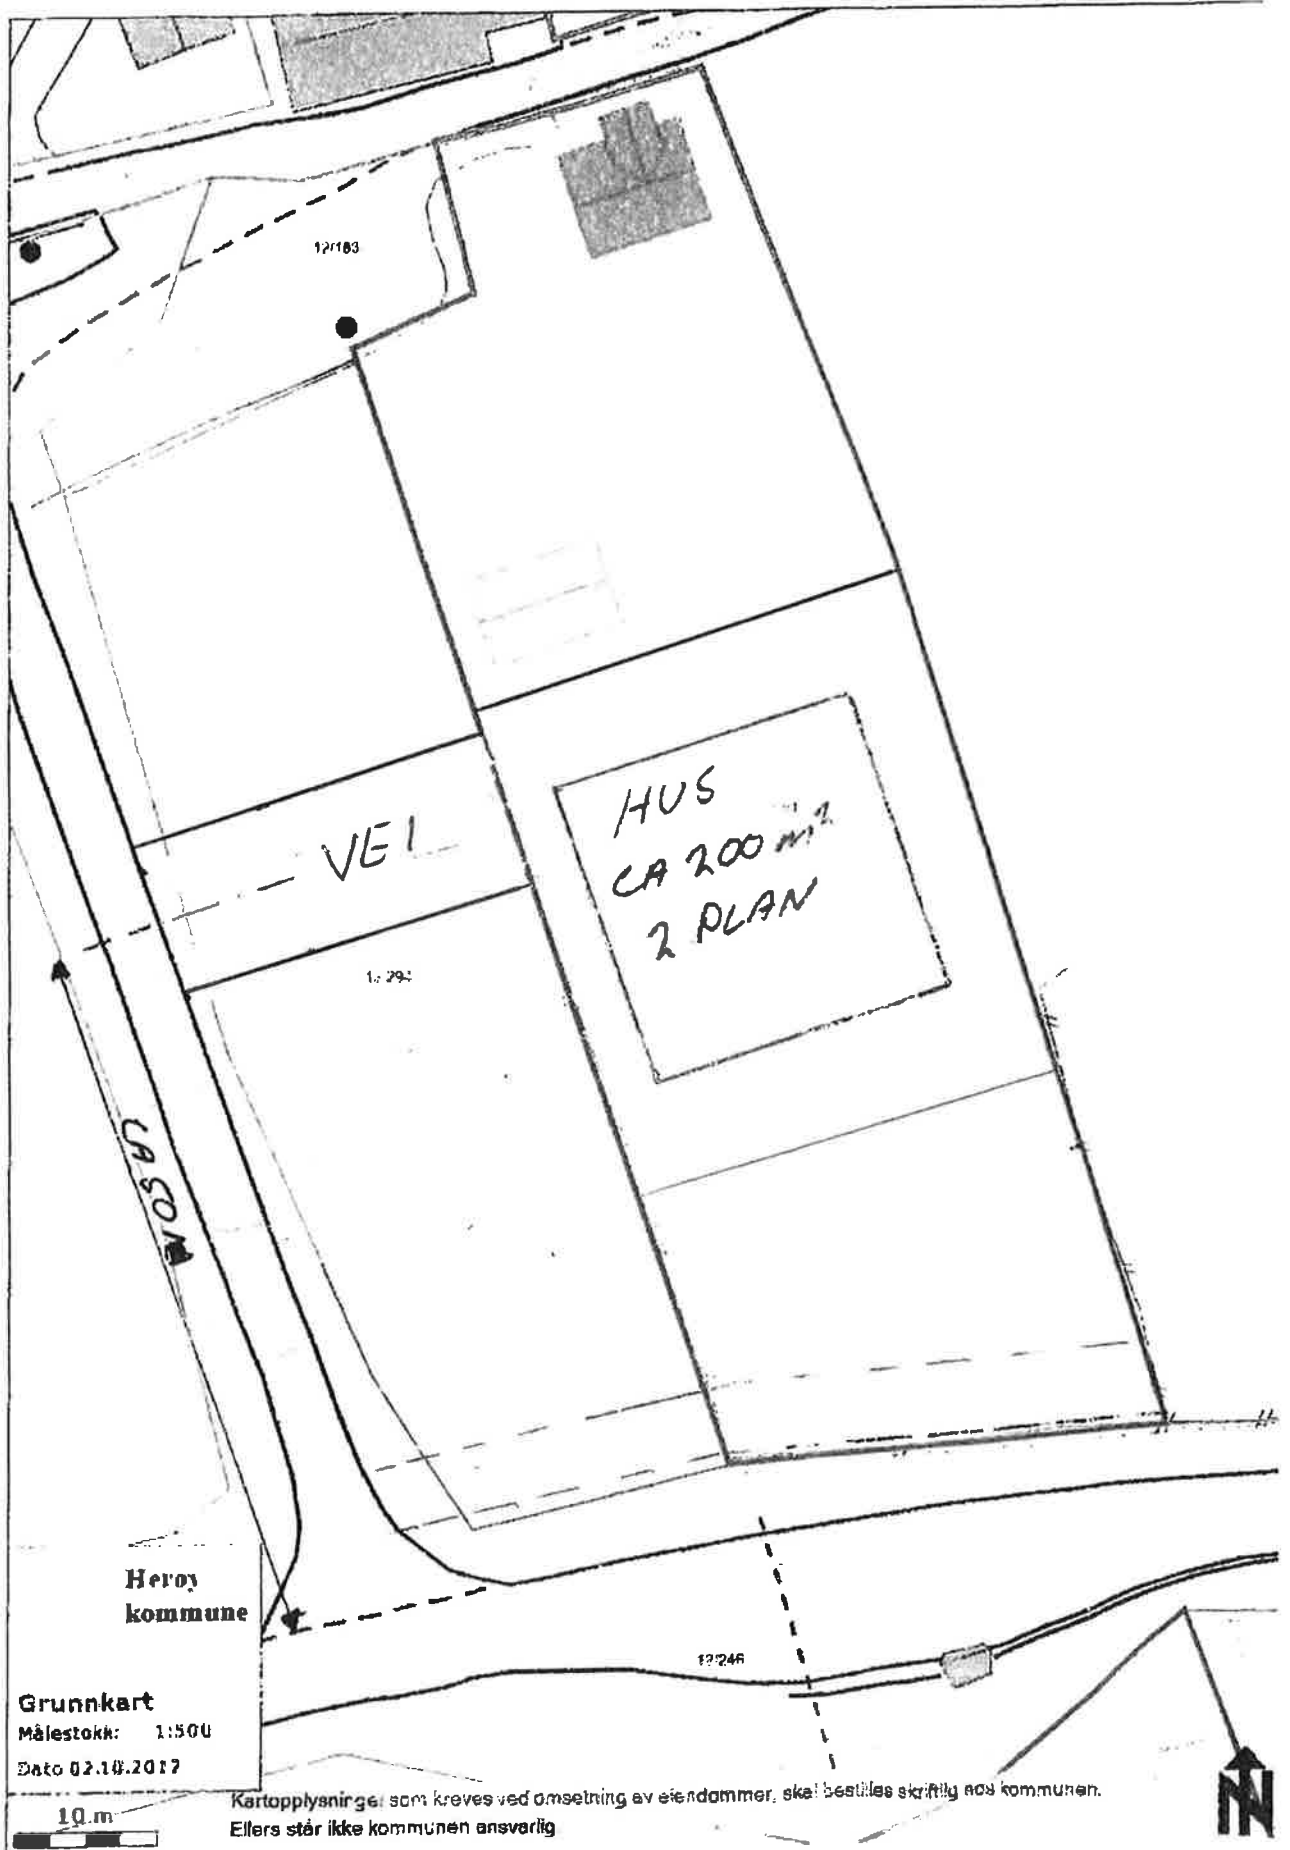 12/183
HUS
CA 200 m²
2 PLAN
VEI
CA 50M
Herøy
kommune
12/246
Grunnkart
Målestokk: 1:500
Dato 02.10.2017
10 m
Kartopplysninger som kreves ved omsetning av eiendommer, skal bestilles skriftlig hos kommunen.
Ellers står ikke kommunen ansvarlig
N